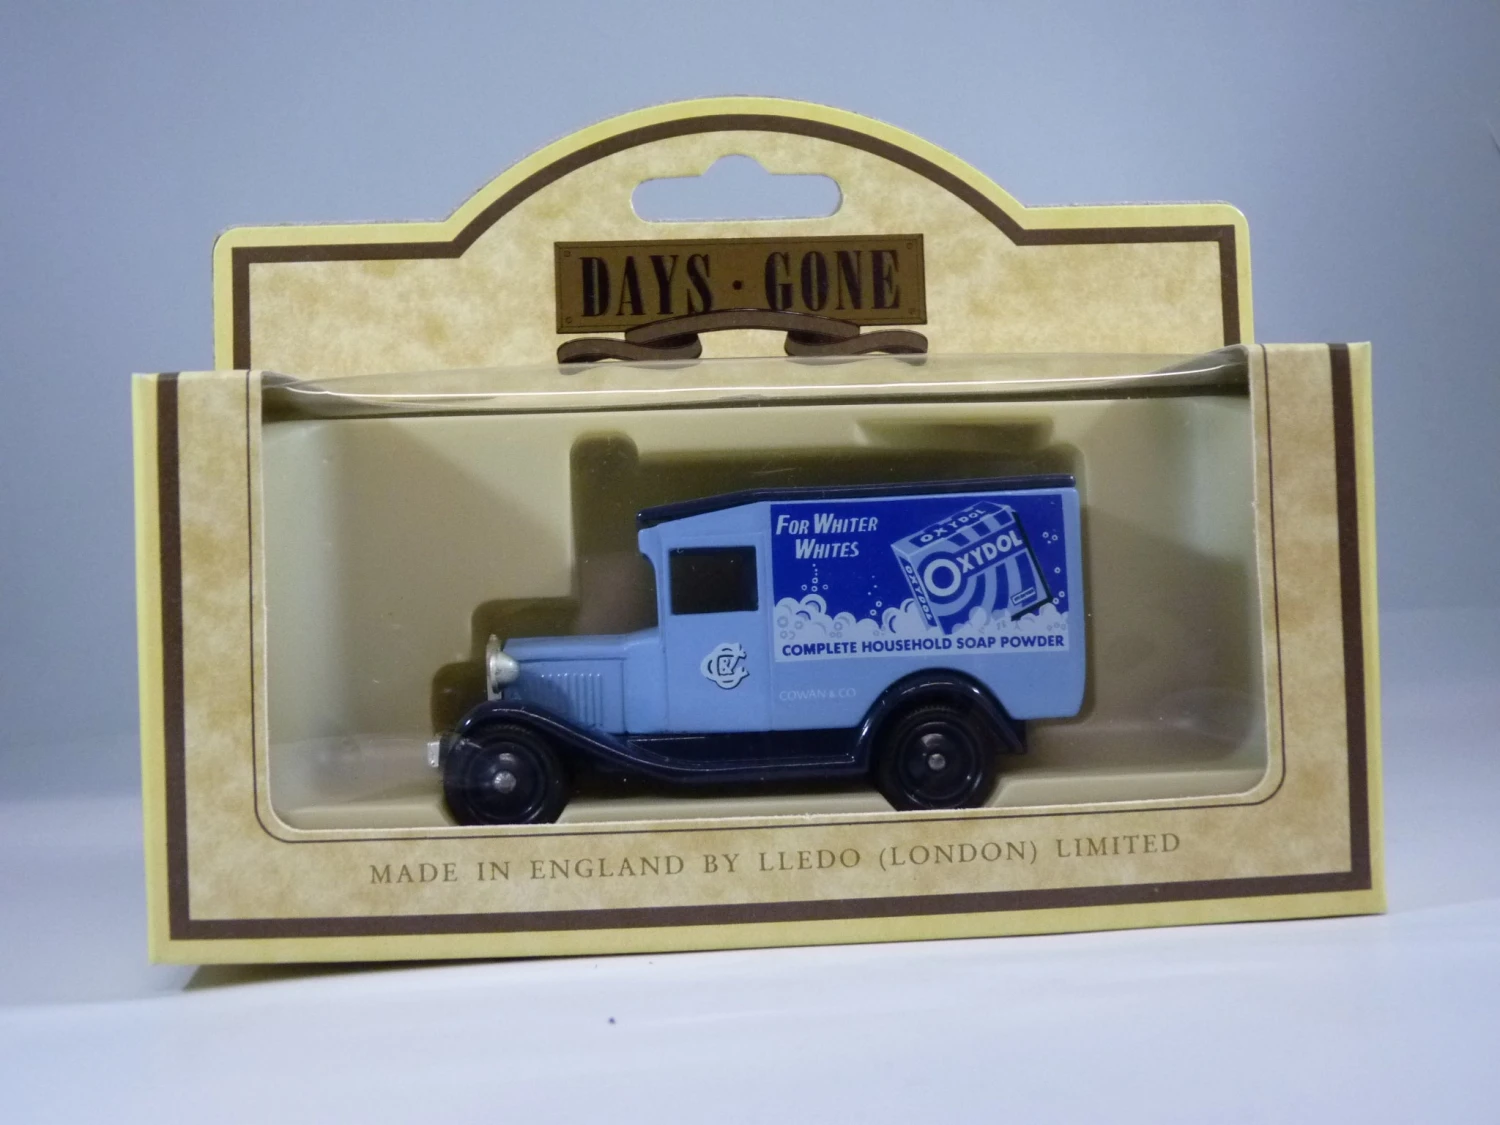 DAYS · GONE
FOR WHITER
WHITES
OXYDOL
OXYDOL
OXYDOL
COMPLETE HOUSEHOLD SOAP POWDER
COWAN & CO
MADE IN ENGLAND BY LLEDO (LONDON) LIMITED